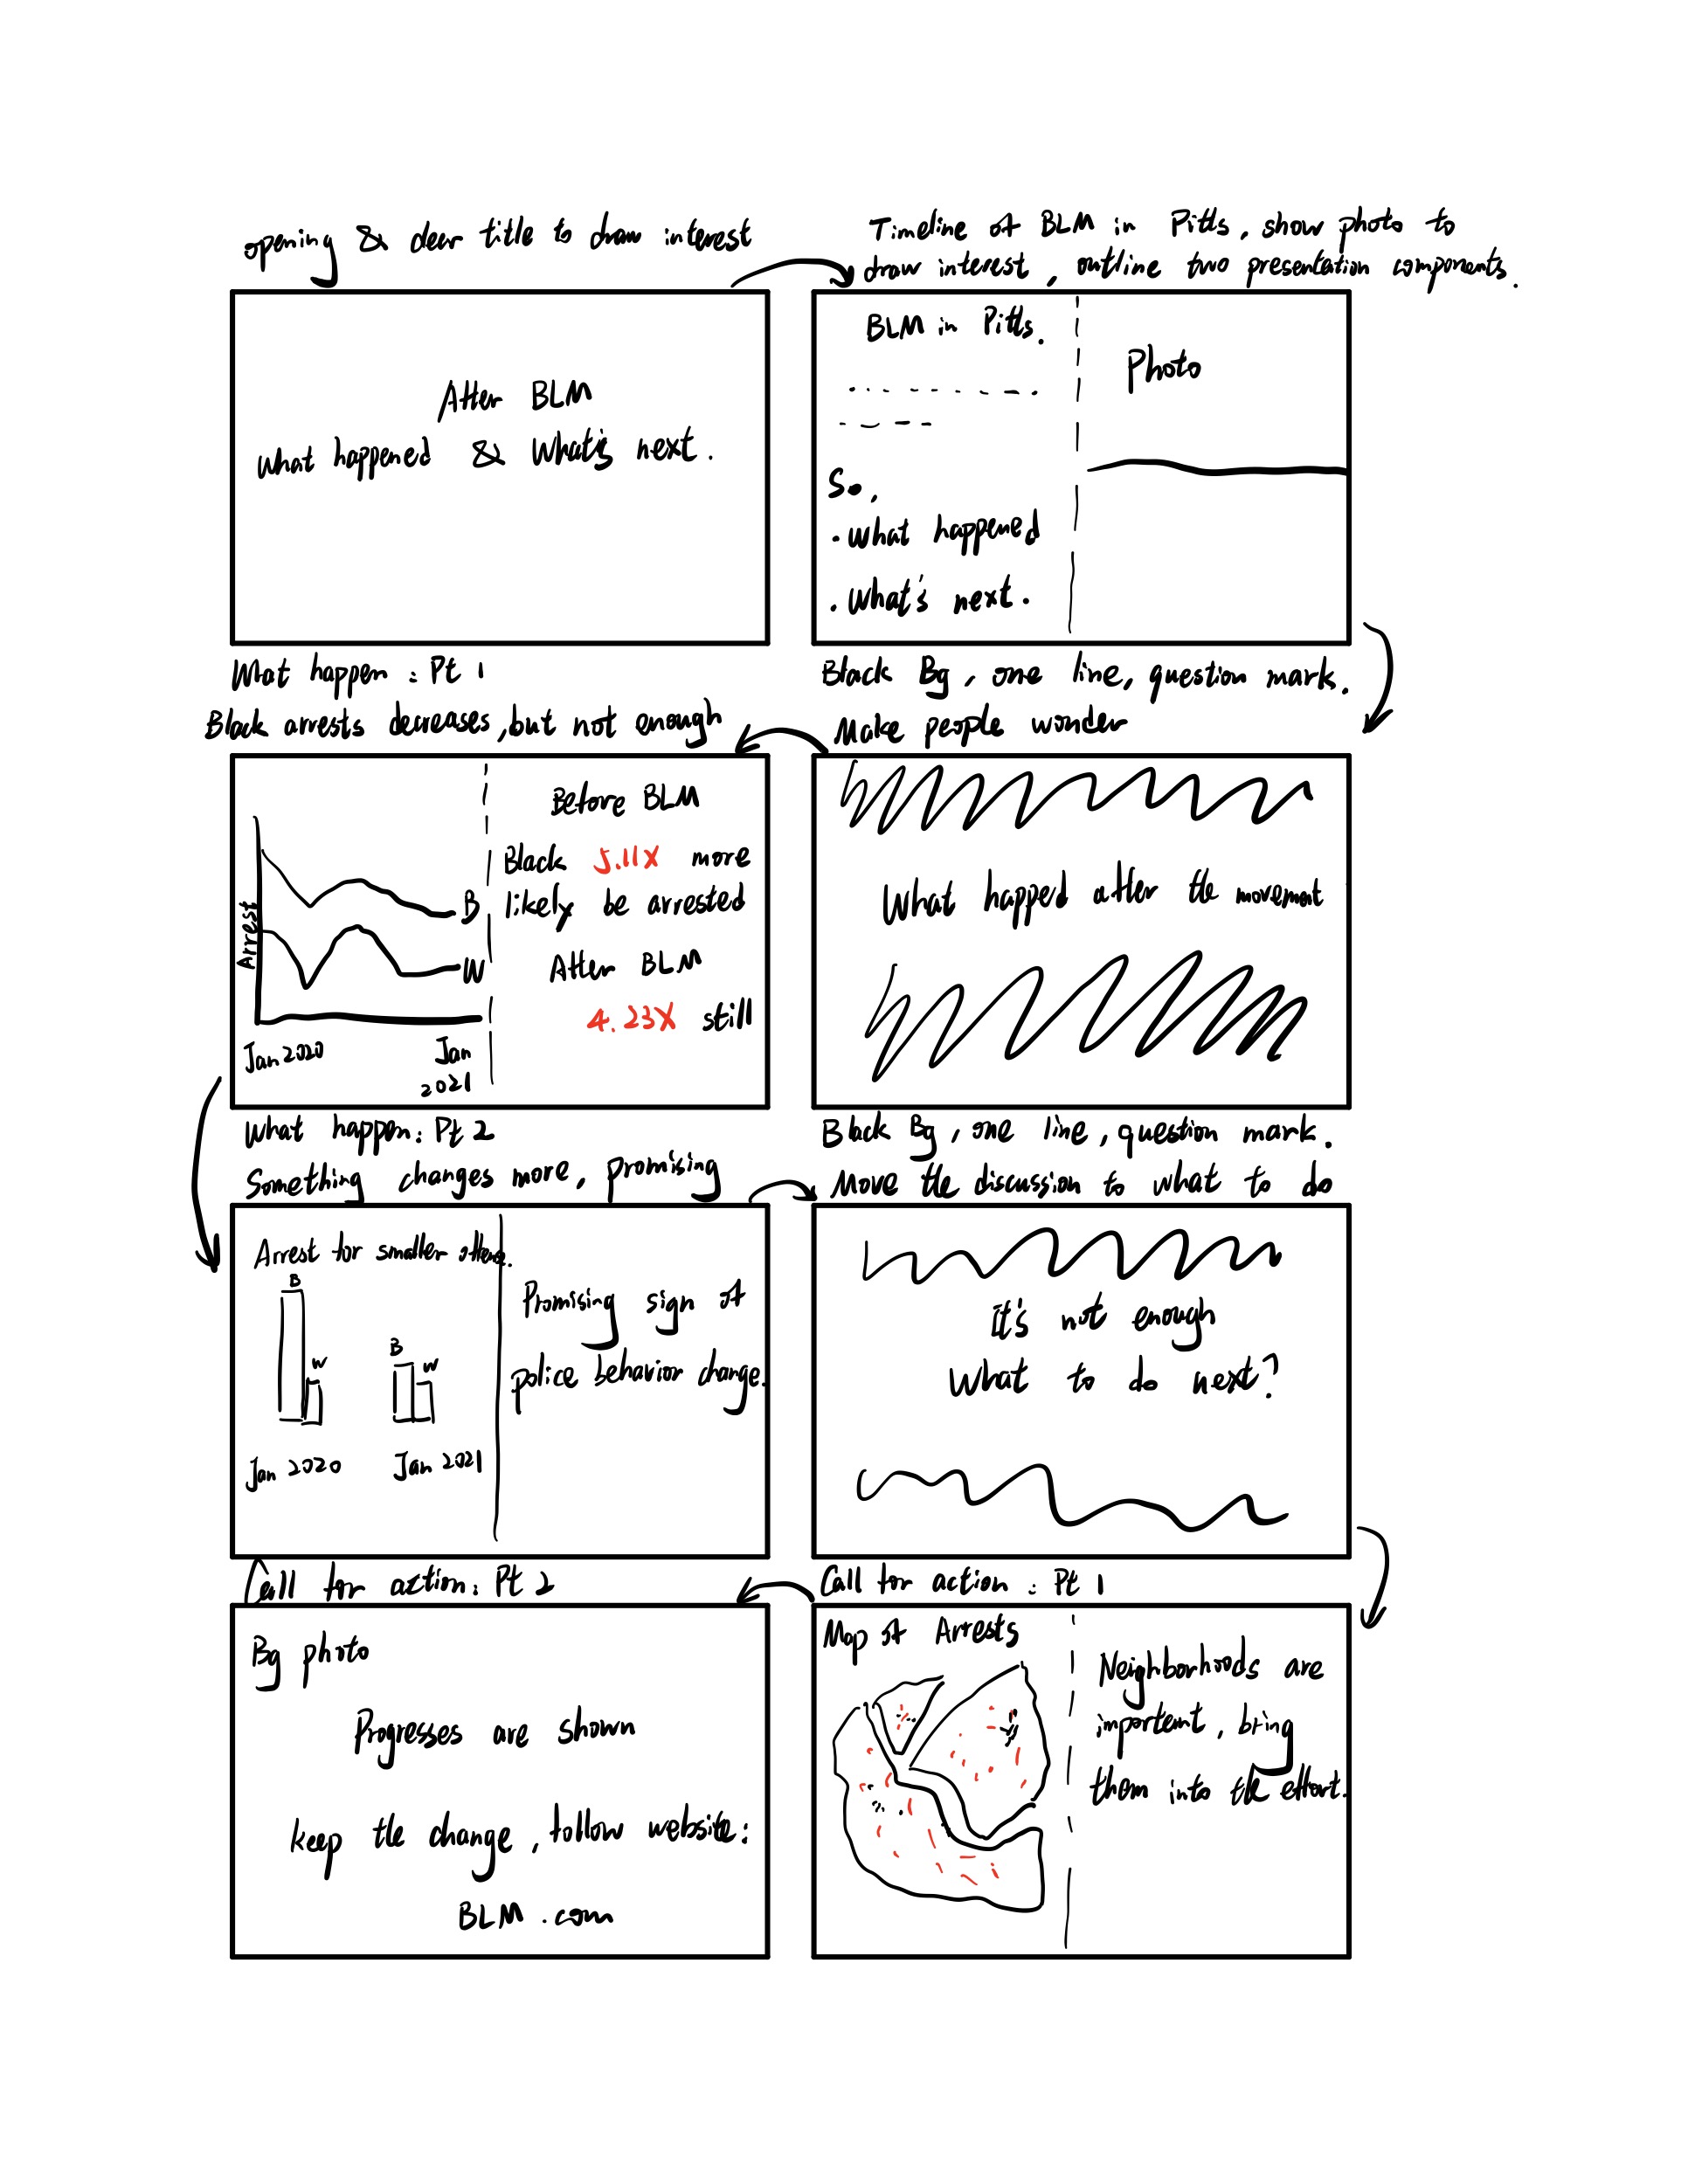 opening & clear title to draw interest
After BLM
What happened & What's next.
Timeline of BLM in Pitts, show photo to
draw interest, outline two presentation components.
BLM in Pitts.
So,
. What happened
. What's next.
Photo
Black Bg, one line, question mark.
Make people wonder
What happed after the movement
What happen: Pt 1
Black arrests decreases, but not enough
Arrest
B
W
Jan 2020
Jan
2021
Before BLM
Black 5.11X more
likely be arrested
After BLM
4.23X still
What happen: Pt 2
Something changes more, promising
Arrest for smaller offense.
B
W
B
W
Jan 2020
Jan 2021
Promising sign of
police behavior change.
Black Bg, one line, question mark.
Move the discussion to what to do
It's not enough
What to do next?
Call for action: Pt 1
Map of Arrests
Neighborhoods are
important, bring
them into the effort.
Call for action: Pt 2
Bg photo
Progresses are shown
keep the change, follow website:
BLM.com